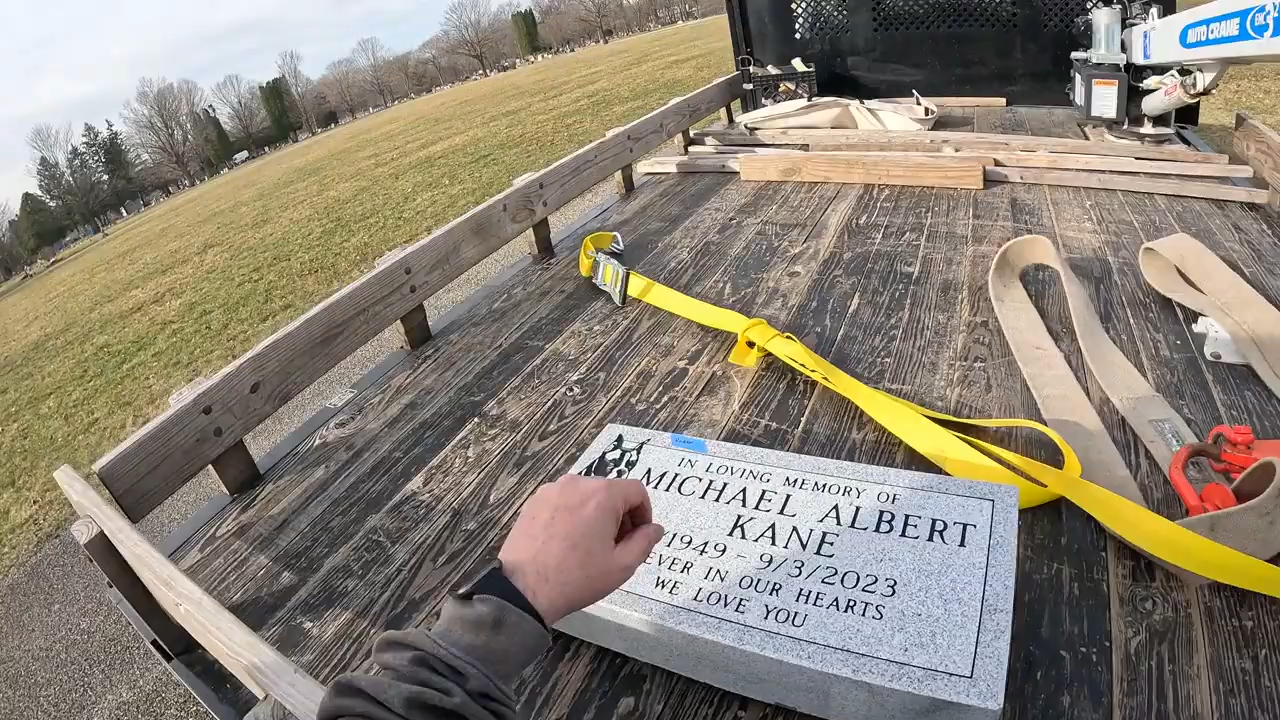 AUTO CRANE
IN LOVING MEMORY OF
MICHAEL ALBERT
KANE
1949 - 9/3/2023
EVER IN OUR HEARTS
WE LOVE YOU